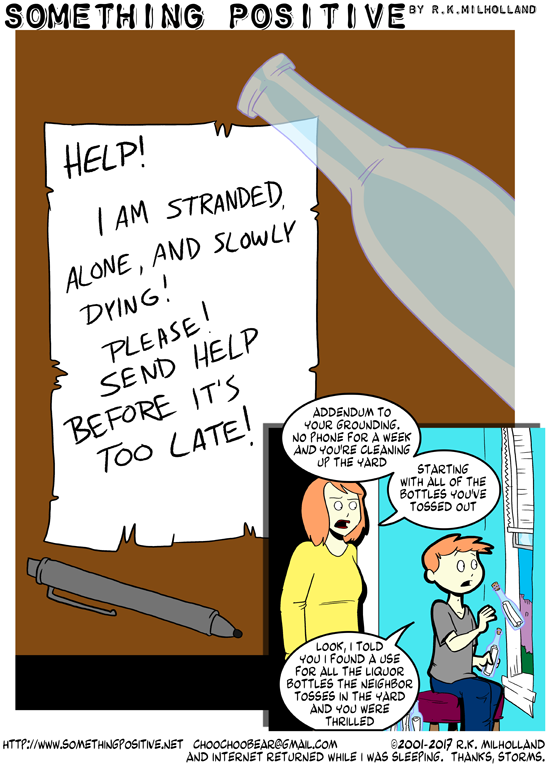 SOMETHING POSITIVE BY R.K.MILHOLLAND
HELP!
I AM STRANDED,
ALONE, AND SLOWLY
DYING!
PLEASE!
SEND HELP
BEFORE IT'S
TOO LATE!
ADDENDUM TO
YOUR GROUNDING.
NO PHONE FOR A WEEK
AND YOU'RE CLEANING
UP THE YARD
STARTING
WITH ALL OF THE
BOTTLES YOU'VE
TOSSED OUT
LOOK, I TOLD
YOU I FOUND A USE
FOR ALL THE LIQUOR
BOTTLES THE NEIGHBOR
TOSSES IN THE YARD
AND YOU WERE
THRILLED
HTTP://WWW.SOMETHINGPOSITIVE.NET CHOOCHOOBEAR@GMAIL.COM ©2001-2017 R.K. MILHOLLAND
AND INTERNET RETURNED WHILE I WAS SLEEPING. THANKS, STORMS.